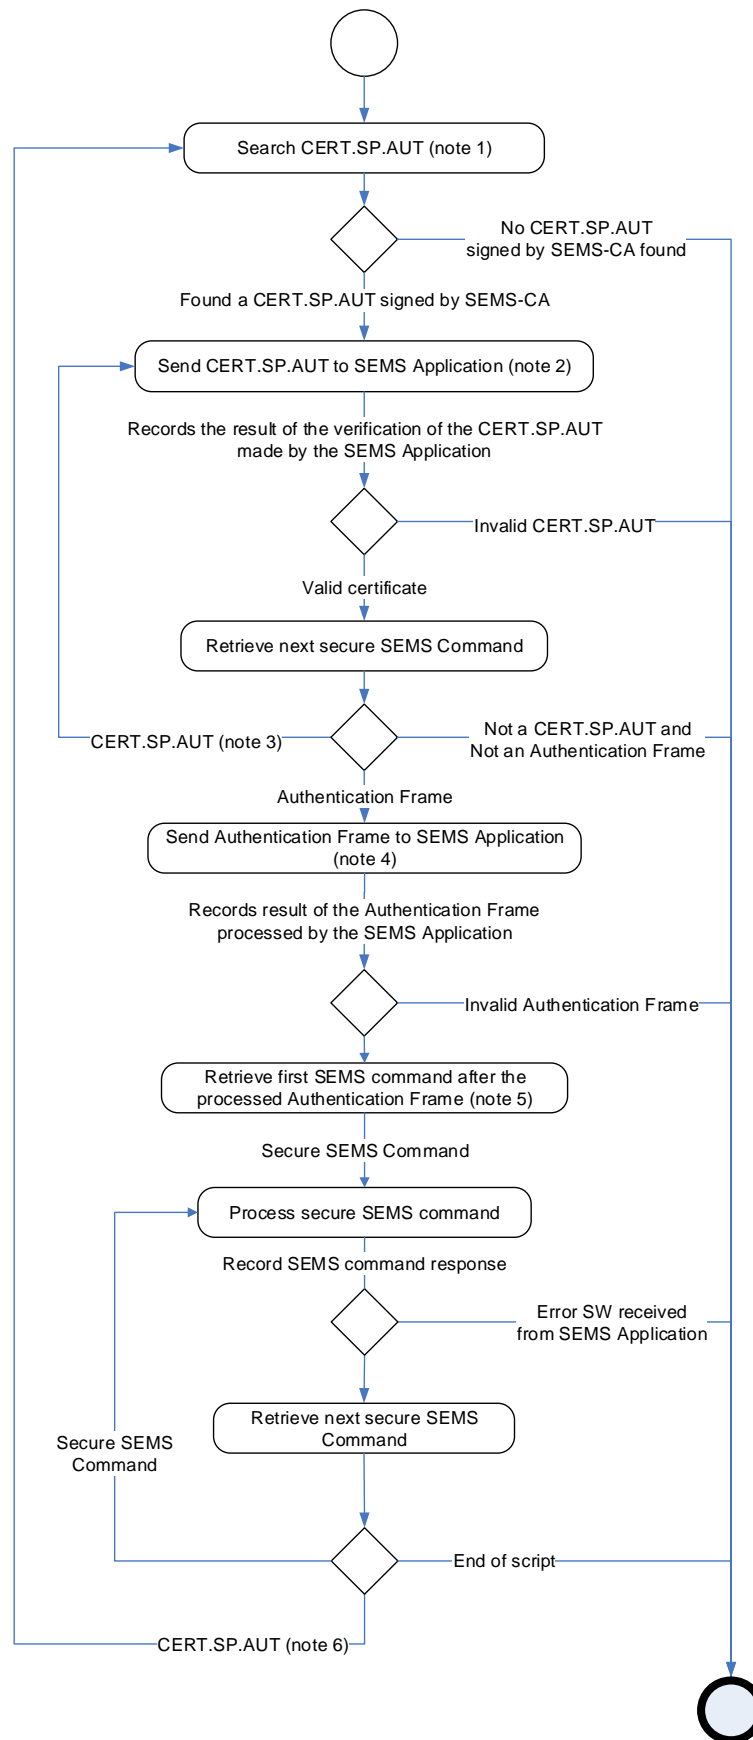 Search CERT.SP.AUT (note 1)
No CERT.SP.AUT
signed by SEMS-CA found
Found a CERT.SP.AUT signed by SEMS-CA
Send CERT.SP.AUT to SEMS Application (note 2)
Records the result of the verification of the CERT.SP.AUT
made by the SEMS Application
Invalid CERT.SP.AUT
Valid certificate
Retrieve next secure SEMS Command
CERT.SP.AUT (note 3)
Not a CERT.SP.AUT and
Not an Authentication Frame
Authentication Frame
Send Authentication Frame to SEMS Application
(note 4)
Records result of the Authentication Frame
processed by the SEMS Application
Invalid Authentication Frame
Retrieve first SEMS command after the
processed Authentication Frame (note 5)
Secure SEMS Command
Process secure SEMS command
Record SEMS command response
Error SW received
from SEMS Application
Retrieve next secure SEMS
Command
Secure SEMS
Command
End of script
CERT.SP.AUT (note 6)